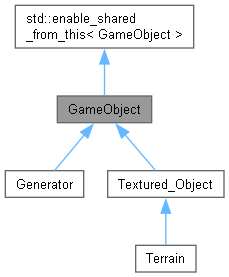 std::enable_shared
_from_this< GameObject >
GameObject
Generator
Textured_Object
Terrain